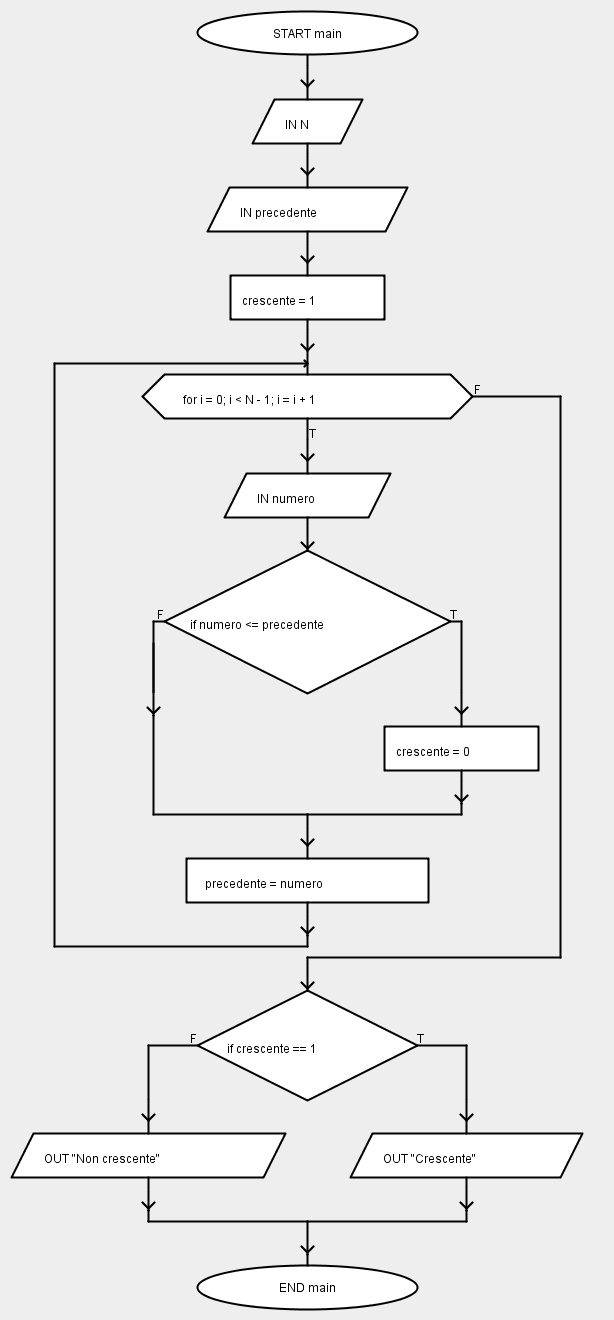 START main
IN N
IN precedente
crescente = 1
for i = 0; i < N - 1; i = i + 1
F
T
IN numero
F
T
if numero <= precedente
crescente = 0
precedente = numero
F
T
if crescente == 1
OUT "Non crescente"
OUT "Crescente"
END main